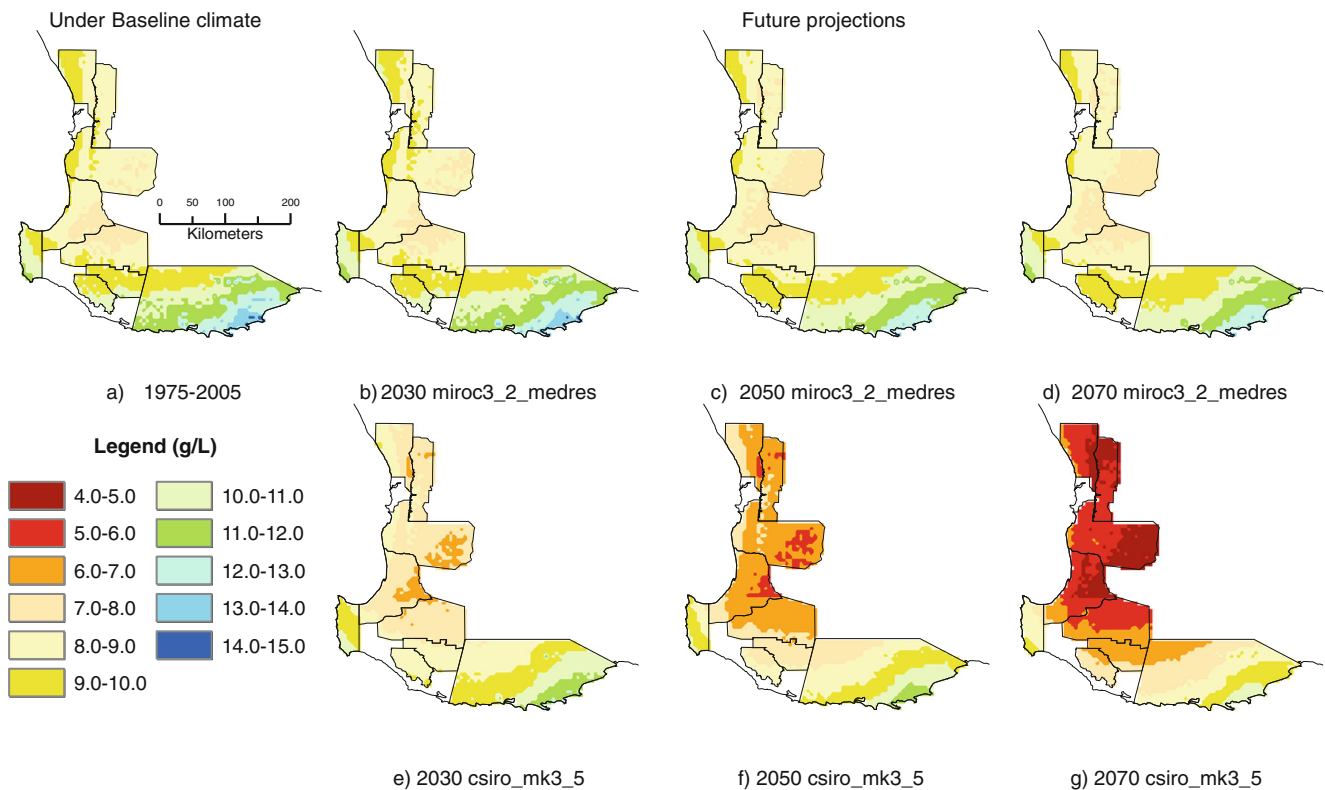 Under Baseline climate
Future projections
0 50 100 200
Kilometers
a) 1975-2005
b) 2030 miroc3_2_medres
c) 2050 miroc3_2_medres
d) 2070 miroc3_2_medres
Legend (g/L)
4.0-5.0
5.0-6.0
6.0-7.0
7.0-8.0
8.0-9.0
9.0-10.0
10.0-11.0
11.0-12.0
12.0-13.0
13.0-14.0
14.0-15.0
e) 2030 csiro_mk3_5
f) 2050 csiro_mk3_5
g) 2070 csiro_mk3_5